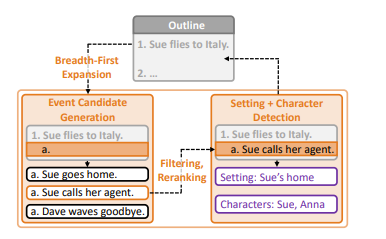 Outline
1. Sue flies to Italy.
2. ...
Breadth-First
Expansion
Event Candidate
Generation
1. Sue flies to Italy.
a.
a. Sue goes home.
a. Sue calls her agent.
a. Dave waves goodbye.
Filtering,
Reranking
Setting + Character
Detection
1. Sue flies to Italy.
a. Sue calls her agent.
Setting: Sue's home
Characters: Sue, Anna